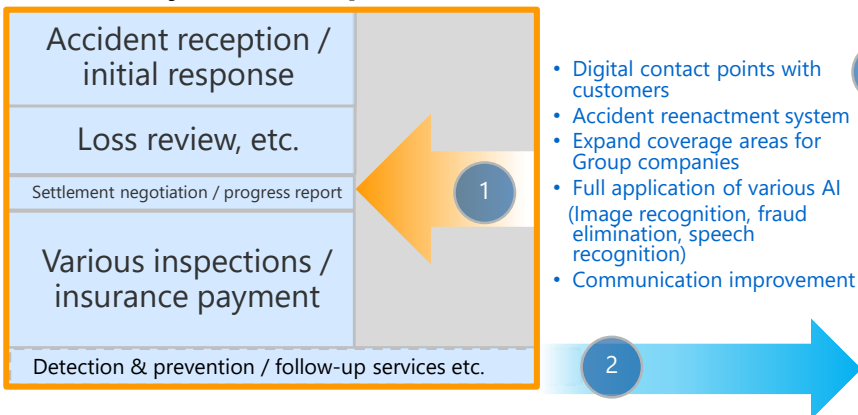 Accident reception /
initial response
Loss review, etc.
Settlement negotiation / progress report
Various inspections /
insurance payment
Detection & prevention / follow-up services etc.
1
• Digital contact points with
customers
• Accident reenactment system
• Expand coverage areas for
Group companies
• Full application of various AI
(Image recognition, fraud
elimination, speech
recognition)
• Communication improvement
2